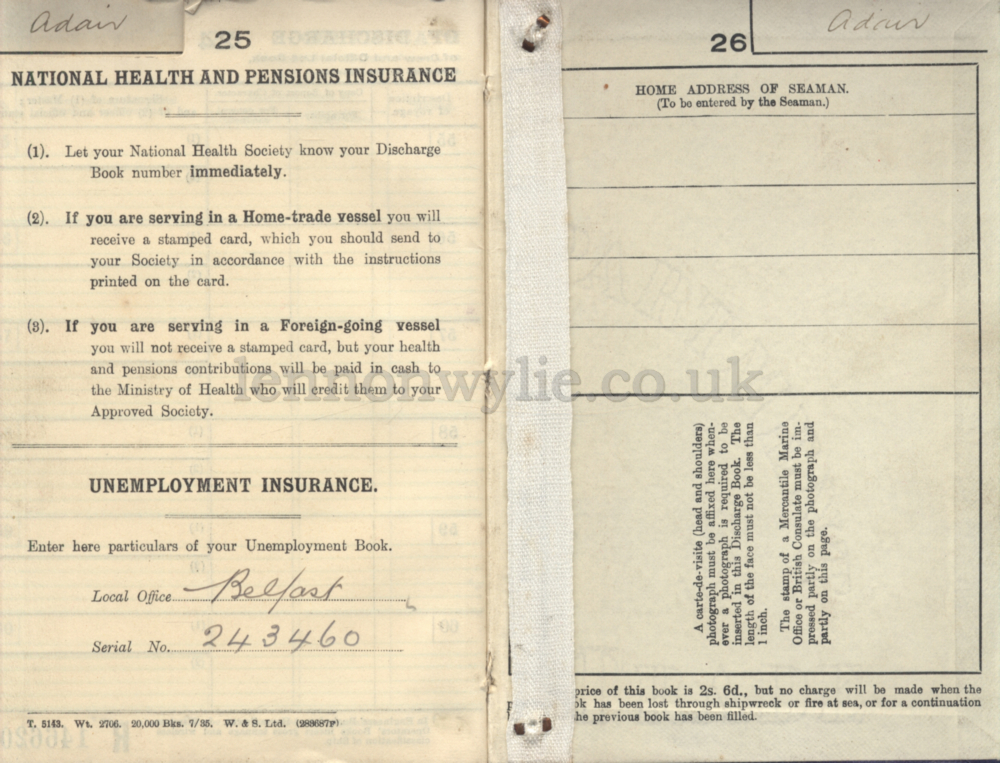 Adair
25
NATIONAL HEALTH AND PENSIONS INSURANCE
(1). Let your National Health Society know your Discharge
Book number immediately.
(2). If you are serving in a Home-trade vessel you will
receive a stamped card, which you should send to
your Society in accordance with the instructions
printed on the card.
(3). If you are serving in a Foreign-going vessel
you will not receive a stamped card, but your health
and pensions contributions will be paid in cash to
the Ministry of Health who will credit them to your
Approved Society.
UNEMPLOYMENT INSURANCE.
Enter here particulars of your Unemployment Book.
Local Office Belfast
Serial No. 243460
T. 5143. Wt. 2706. 20,000 Bks. 7/35. W. & S. Ltd. (288687F)
26
Adair
HOME ADDRESS OF SEAMAN.
(To be entered by the Seaman.)
A carte-de-visite (head and shoulders)
photograph must be affixed here when-
ever a photograph is required to be
inserted in this Discharge Book. The
length of the face must not be less than
1 inch.
The stamp of a Mercantile Marine
Office or British Consulate must be im-
pressed partly on the photograph and
partly on this page.
price of this book is 2s. 6d., but no charge will be made when the
has been lost through shipwreck or fire at sea, or for a continuation
the previous book has been filled.
lennonwylie.co.uk